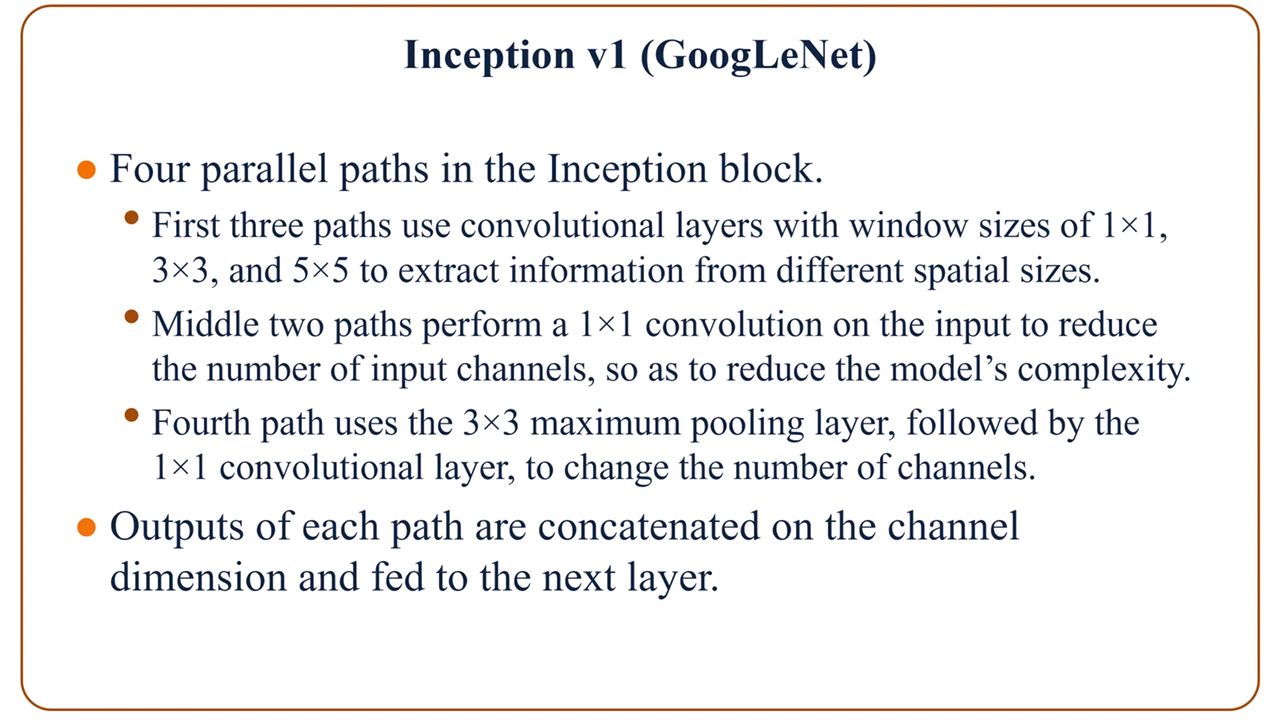 Inception v1 (GoogLeNet)
● Four parallel paths in the Inception block.
• First three paths use convolutional layers with window sizes of 1×1,
3×3, and 5×5 to extract information from different spatial sizes.
• Middle two paths perform a 1×1 convolution on the input to reduce
the number of input channels, so as to reduce the model’s complexity.
• Fourth path uses the 3×3 maximum pooling layer, followed by the
1×1 convolutional layer, to change the number of channels.
● Outputs of each path are concatenated on the channel
dimension and fed to the next layer.